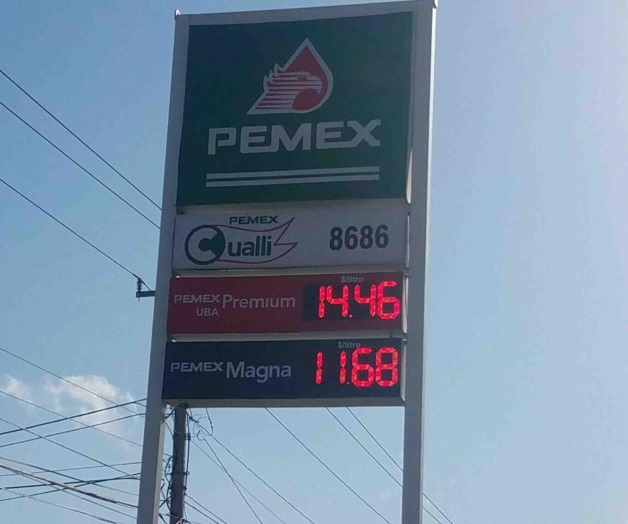 PEMEX
PEMEX
Cualli 8686
$/litro
PEMEX Premium 14.46
UBA
$/litro
PEMEX Magna 11.68